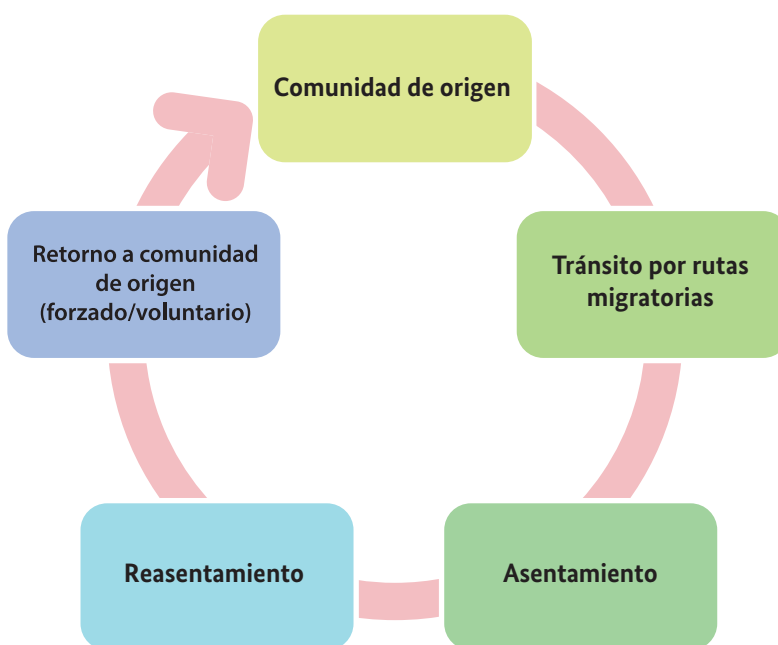 Comunidad de origen
Tránsito por rutas
migratorias
Asentamiento
Reasentamiento
Retorno a comunidad
de origen
(forzado/voluntario)